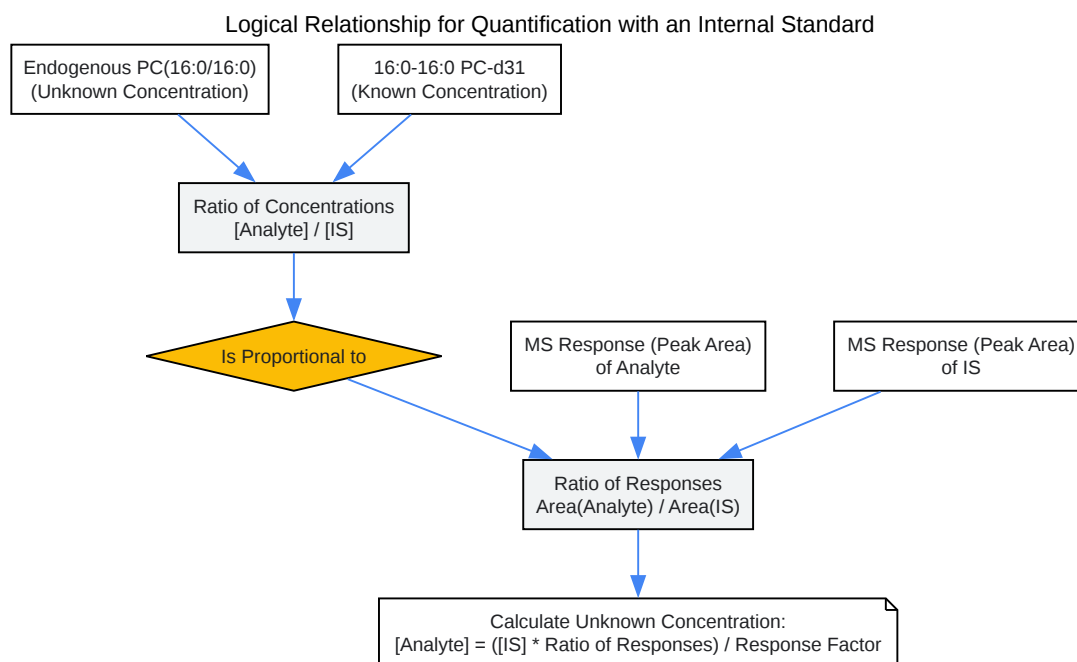 Logical Relationship for Quantification with an Internal Standard
Endogenous PC(16:0/16:0)
(Unknown Concentration)
16:0-16:0 PC-d31
(Known Concentration)
Ratio of Concentrations
[Analyte] / [IS]
Is Proportional to
MS Response (Peak Area)
of Analyte
MS Response (Peak Area)
of IS
Ratio of Responses
Area(Analyte) / Area(IS)
Calculate Unknown Concentration:
[Analyte] = ([IS] * Ratio of Responses) / Response Factor